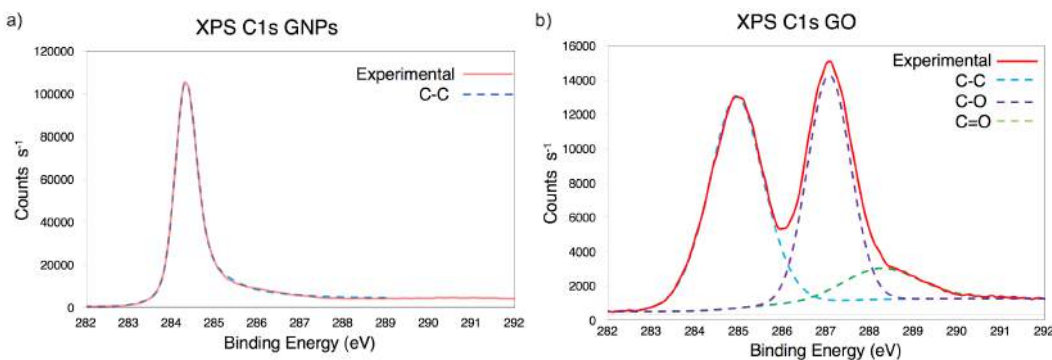 a)
XPS C1s GNPs
Experimental
C-C
120000
100000
80000
60000
40000
20000
0
Counts s⁻¹
282 283 284 285 286 287 288 289 290 291 292
Binding Energy (eV)
b)
XPS C1s GO
Experimental
C-C
C-O
C=O
16000
14000
12000
10000
8000
6000
4000
2000
0
Counts s⁻¹
282 283 284 285 286 287 288 289 290 291 292
Binding Energy (eV)